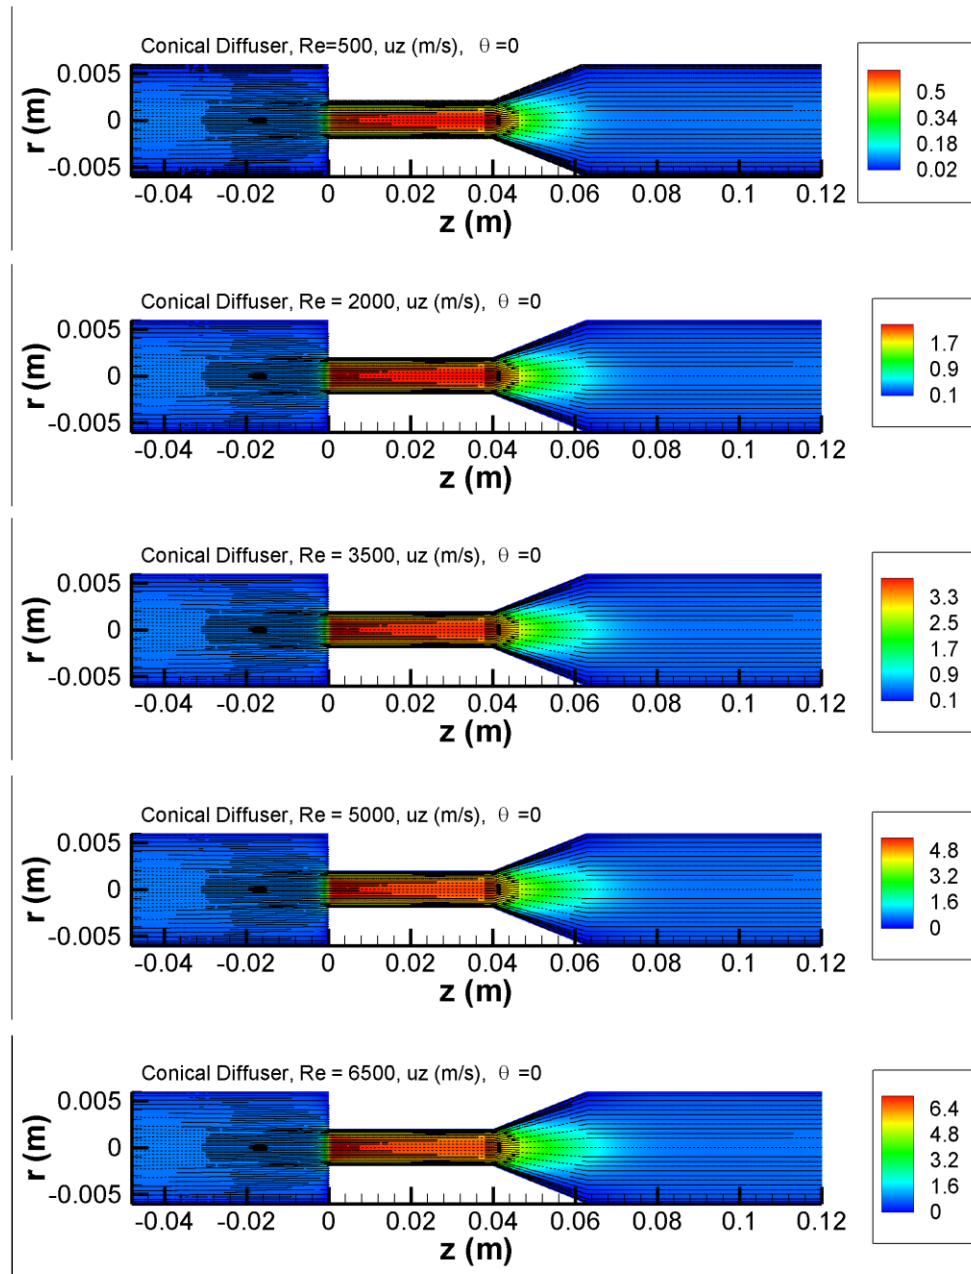 Conical Diffuser, Re=500, uz (m/s), θ =0
r (m)
0.005
0
-0.005
-0.04 -0.02 0 0.02 0.04 0.06 0.08 0.1 0.12
z (m)
0.5
0.34
0.18
0.02
Conical Diffuser, Re = 2000, uz (m/s), θ =0
r (m)
0.005
0
-0.005
-0.04 -0.02 0 0.02 0.04 0.06 0.08 0.1 0.12
z (m)
1.7
0.9
0.1
Conical Diffuser, Re = 3500, uz (m/s), θ =0
r (m)
0.005
0
-0.005
-0.04 -0.02 0 0.02 0.04 0.06 0.08 0.1 0.12
z (m)
3.3
2.5
1.7
0.9
0.1
Conical Diffuser, Re = 5000, uz (m/s), θ =0
r (m)
0.005
0
-0.005
-0.04 -0.02 0 0.02 0.04 0.06 0.08 0.1 0.12
z (m)
4.8
3.2
1.6
0
Conical Diffuser, Re = 6500, uz (m/s), θ =0
r (m)
0.005
0
-0.005
-0.04 -0.02 0 0.02 0.04 0.06 0.08 0.1 0.12
z (m)
6.4
4.8
3.2
1.6
0